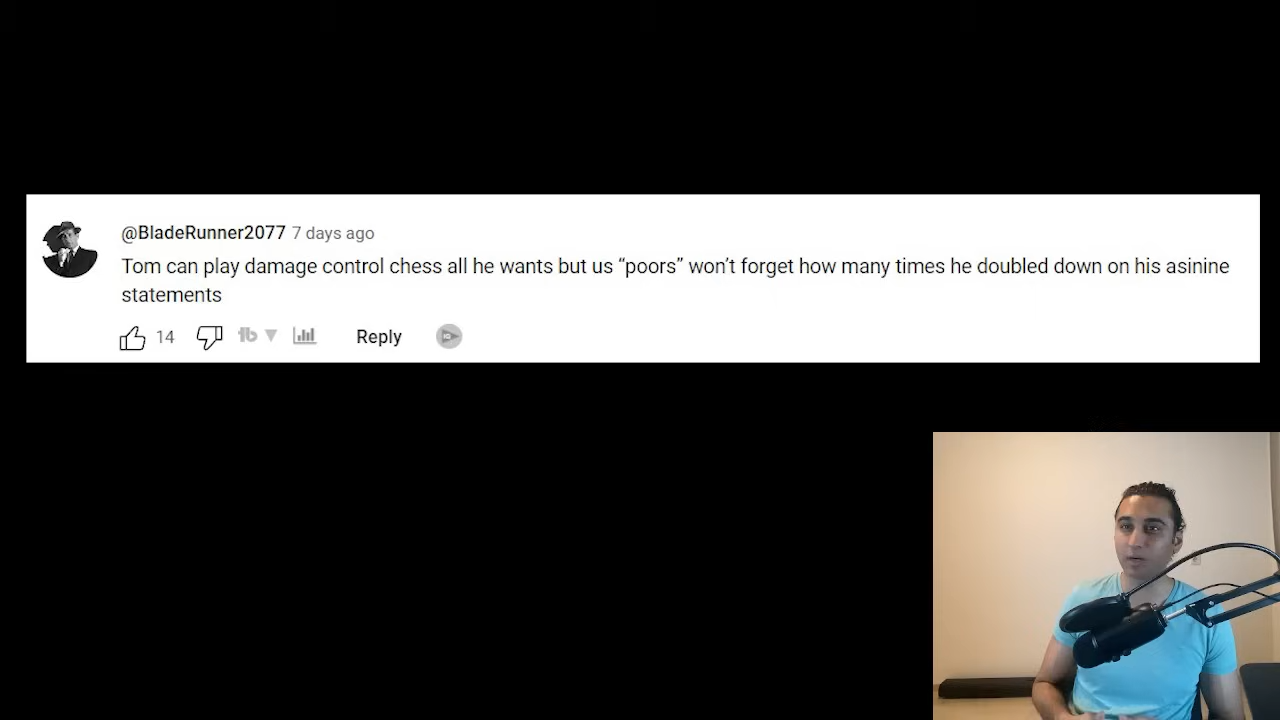 @BladeRunner2077 7 days ago
Tom can play damage control chess all he wants but us “poors” won’t forget how many times he doubled down on his asinine
statements
14 Reply